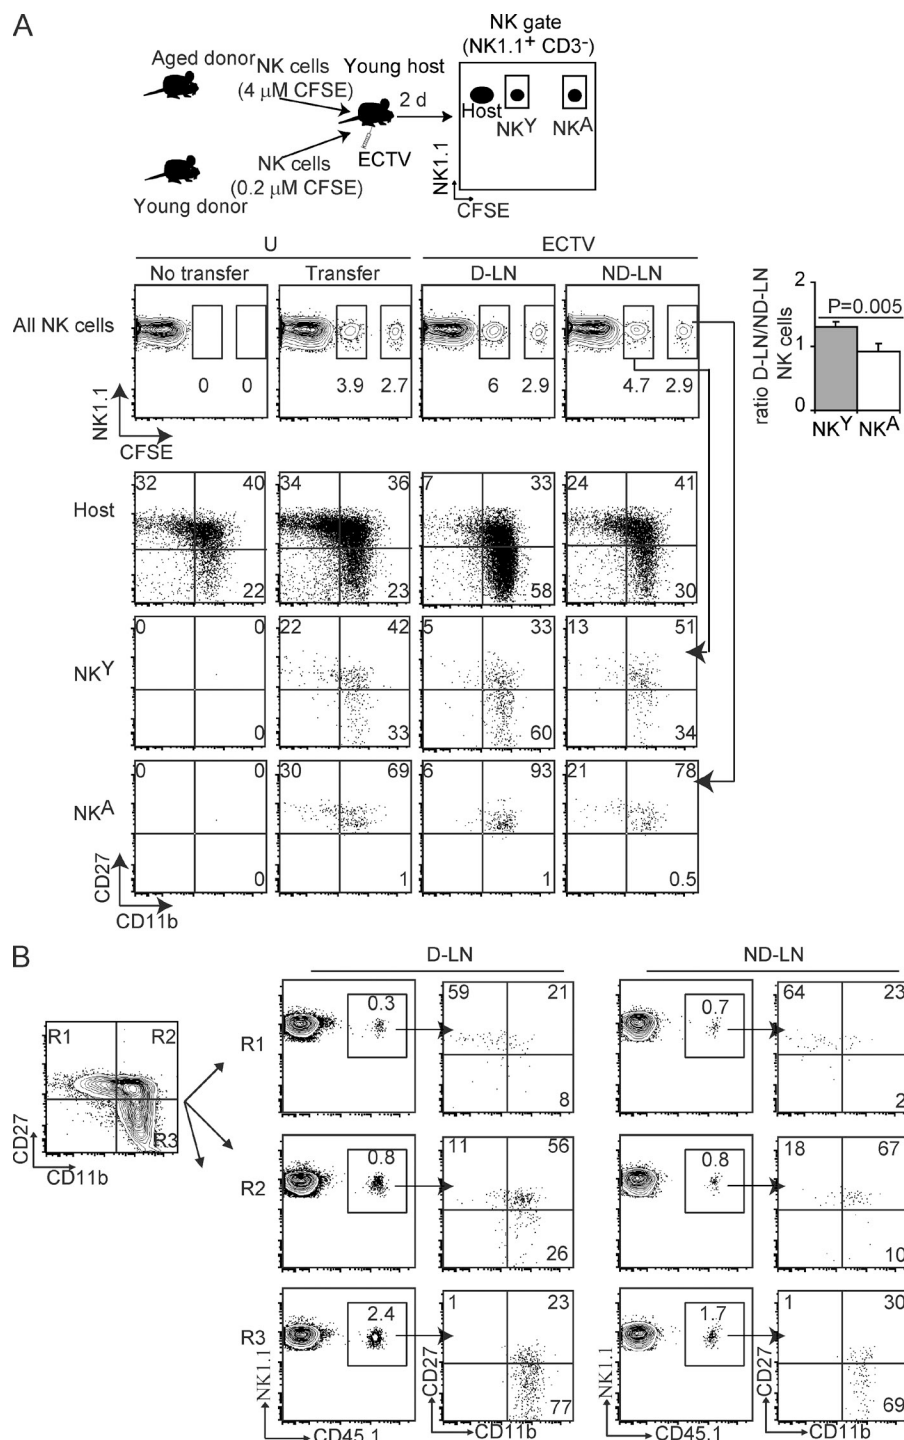 A
NK gate
(NK1.1+ CD3-)
Aged donor
NK cells
(4 µM CFSE)
Young host
2 d
ECTV
NK cells
(0.2 µM CFSE)
Young donor
Host
NKY
NKA
NK1.1
CFSE
U
ECTV
No transfer
Transfer
D-LN
ND-LN
All NK cells
0 0
3.9 2.7
6 2.9
4.7 2.9
NK1.1
CFSE
ratio D-LN/ND-LN
NK cells
2
1
0
P=0.005
NKY NKA
Host
32 40
22
34 36
23
7 33
58
24 41
30
NKY
0 0
0
22 42
33
5 33
60
13 51
34
NKA
0 0
0
30 69
1
6 93
1
21 78
0.5
CD27
CD11b
B
D-LN
ND-LN
R1 R2
R3
CD27
CD11b
R1
0.3
59 21
8
0.7
64 23
2
R2
0.8
11 56
26
0.8
18 67
10
R3
2.4
1 23
77
1.7
1 30
69
NK1.1
CD45.1
CD27
CD11b
NK1.1
CD45.1
CD27
CD11b